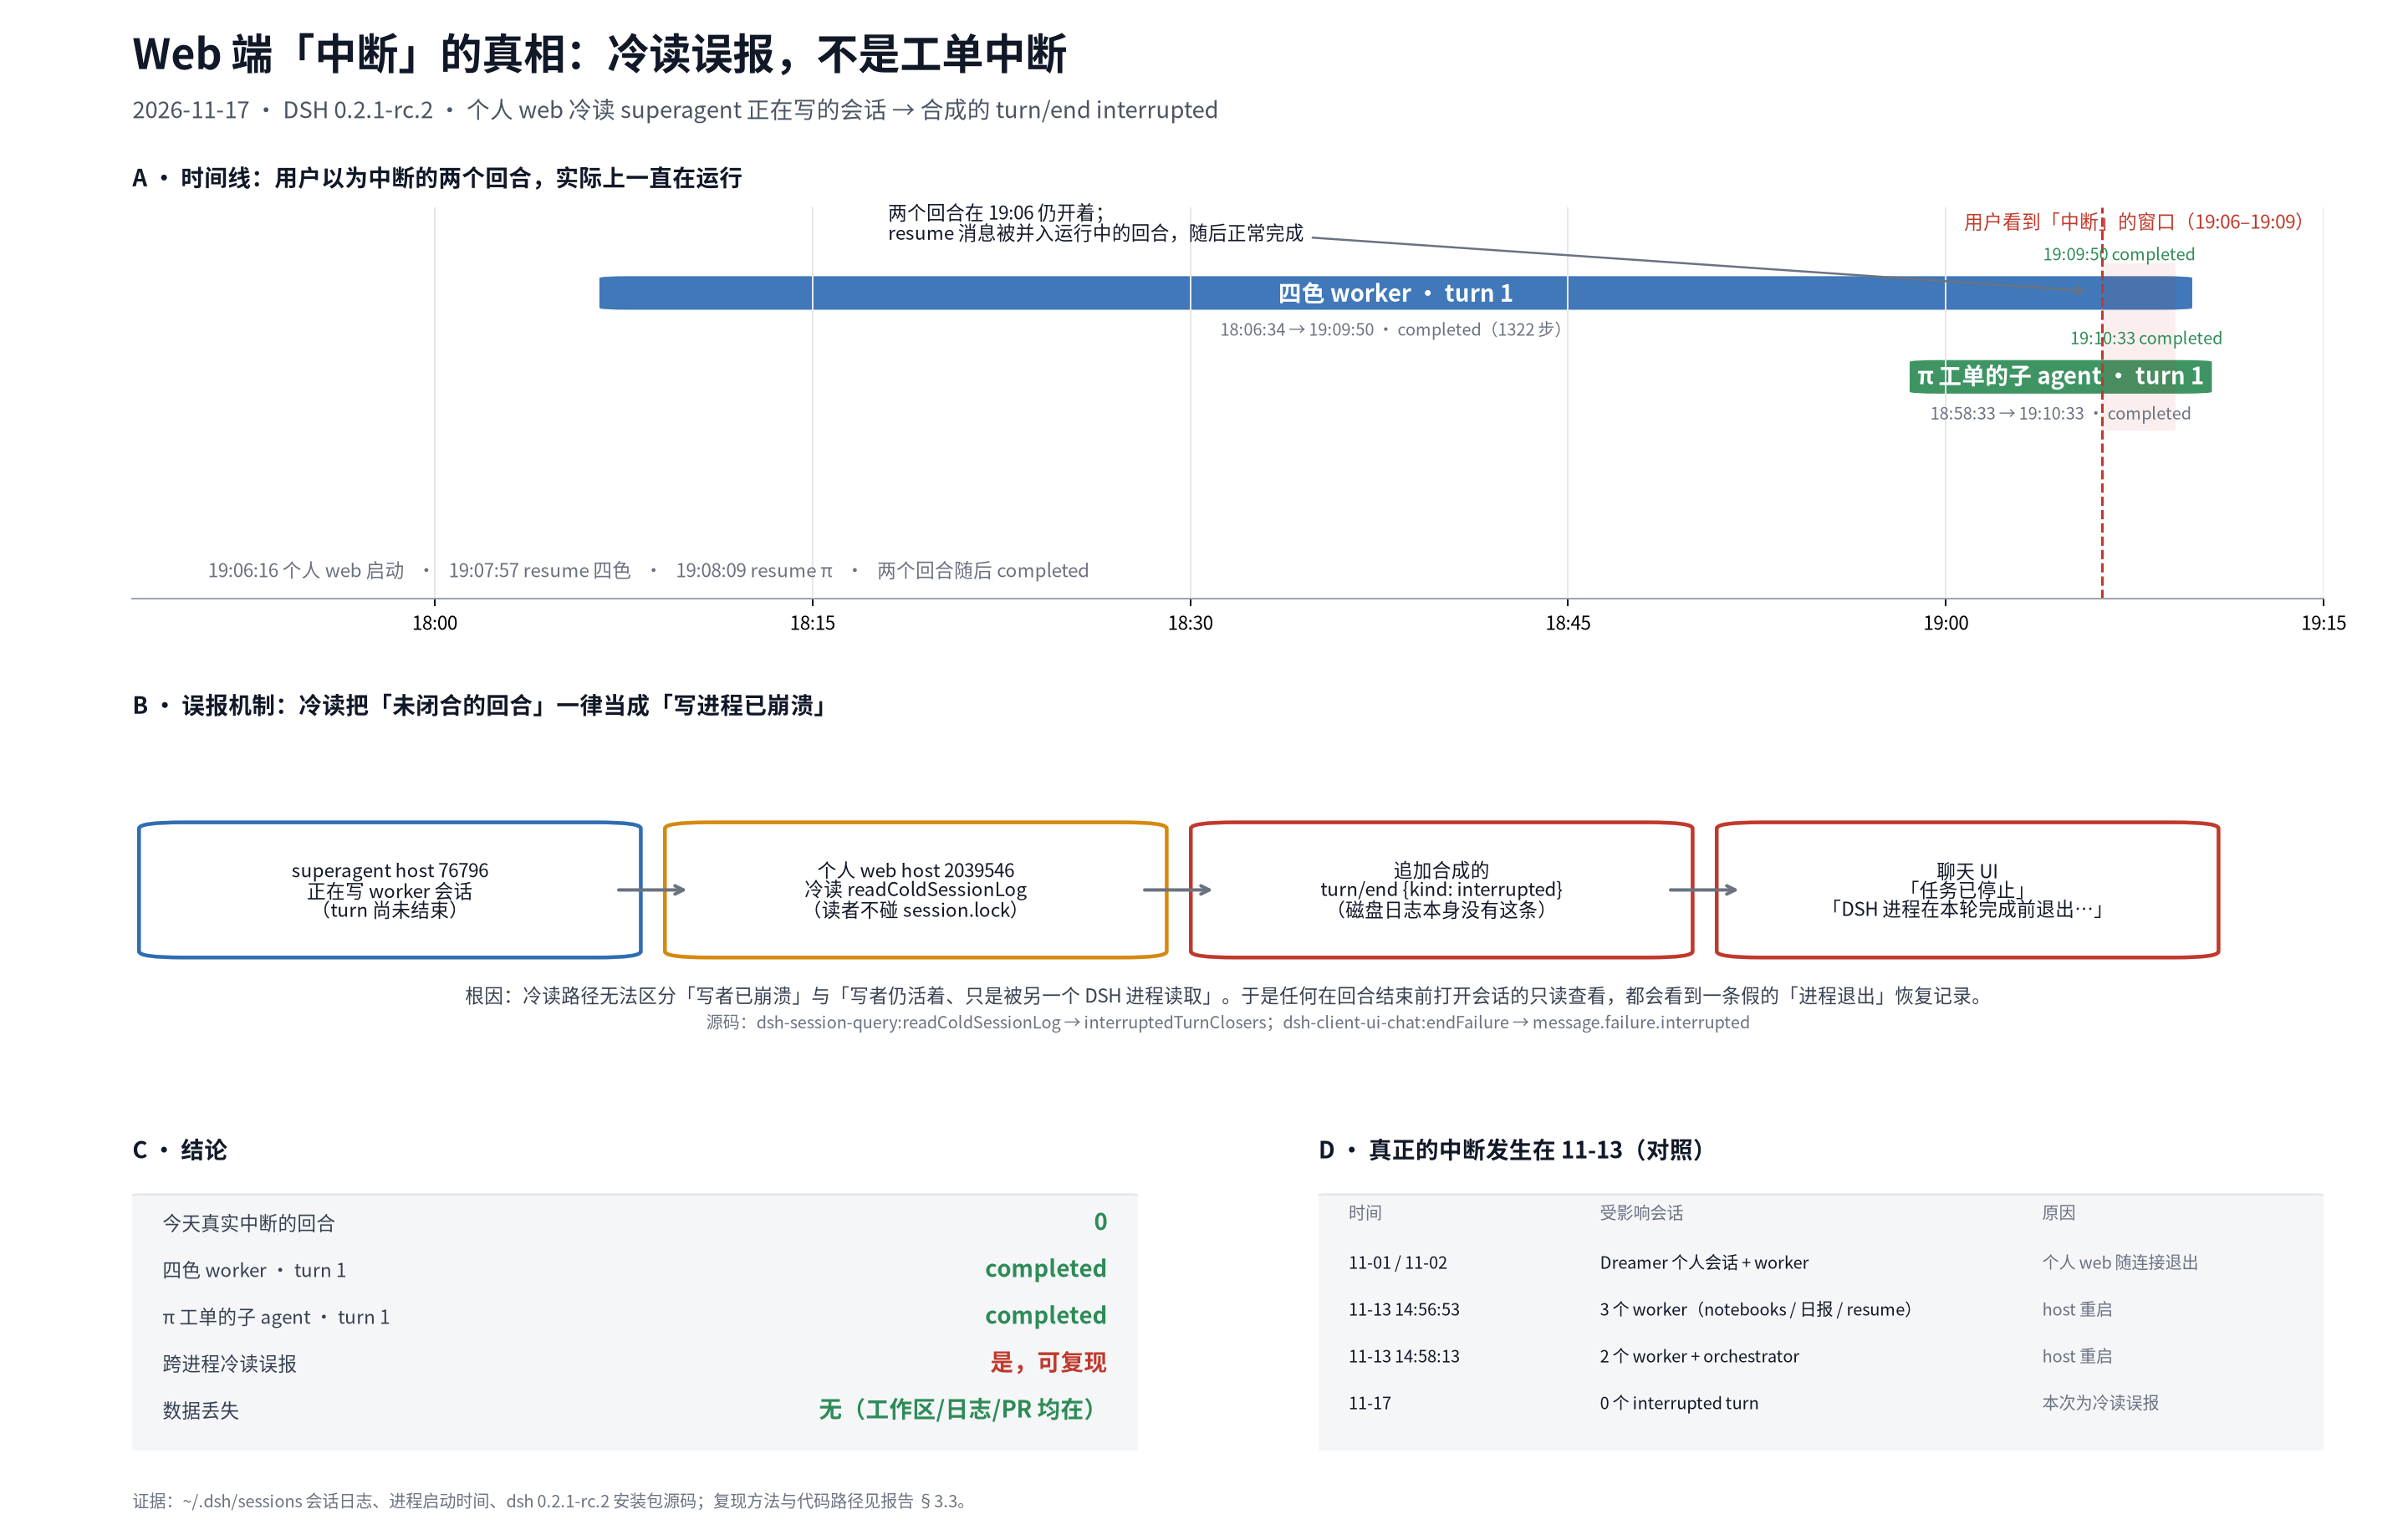 Web 端「中断」的真相：冷读误报，不是工单中断
2026-11-17 • DSH 0.2.1-rc.2 • 个人 web 冷读 superagent 正在写的会话 → 合成的 turn/end interrupted
A • 时间线：用户以为中断的两个回合，实际上一直在运行
两个回合在 19:06 仍开着；
resume 消息被并入运行中的回合，随后正常完成
用户看到「中断」的窗口（19:06–19:09）
19:09:50 completed
四色 worker • turn 1
18:06:34 → 19:09:50 • completed（1322 步）
19:10:33 completed
π 工单的子 agent • turn 1
18:58:33 → 19:10:33 • completed
19:06:16 个人 web 启动 • 19:07:57 resume 四色 • 19:08:09 resume π • 两个回合随后 completed
18:00 18:15 18:30 18:45 19:00 19:15
B • 误报机制：冷读把「未闭合的回合」一律当成「写进程已崩溃」
superagent host 76796
正在写 worker 会话
（turn 尚未结束）
个人 web host 2039546
冷读 readColdSessionLog
（读者不碰 session.lock）
追加合成的
turn/end {kind: interrupted}
（磁盘日志本身没有这条）
聊天 UI
「任务已停止」
「DSH 进程在本轮完成前退出…」
根因：冷读路径无法区分「写者已崩溃」与「写者仍活着、只是被另一个 DSH 进程读取」。于是任何在回合结束前打开会话的只读查看，都会看到一条假的「进程退出」恢复记录。
源码：dsh-session-query:readColdSessionLog → interruptedTurnClosers；dsh-client-ui-chat:endFailure → message.failure.interrupted
C • 结论
今天真实中断的回合 0
四色 worker • turn 1 completed
π 工单的子 agent • turn 1 completed
跨进程冷读误报 是，可复现
数据丢失 无（工作区/日志/PR 均在）
D • 真正的中断发生在 11-13（对照）
时间 受影响会话 原因
11-01 / 11-02 Dreamer 个人会话 + worker 个人 web 随连接退出
11-13 14:56:53 3 个 worker（notebooks / 日报 / resume） host 重启
11-13 14:58:13 2 个 worker + orchestrator host 重启
11-17 0 个 interrupted turn 本次为冷读误报
证据：~/.dsh/sessions 会话日志、进程启动时间、dsh 0.2.1-rc.2 安装包源码；复现方法与代码路径见报告 §3.3。